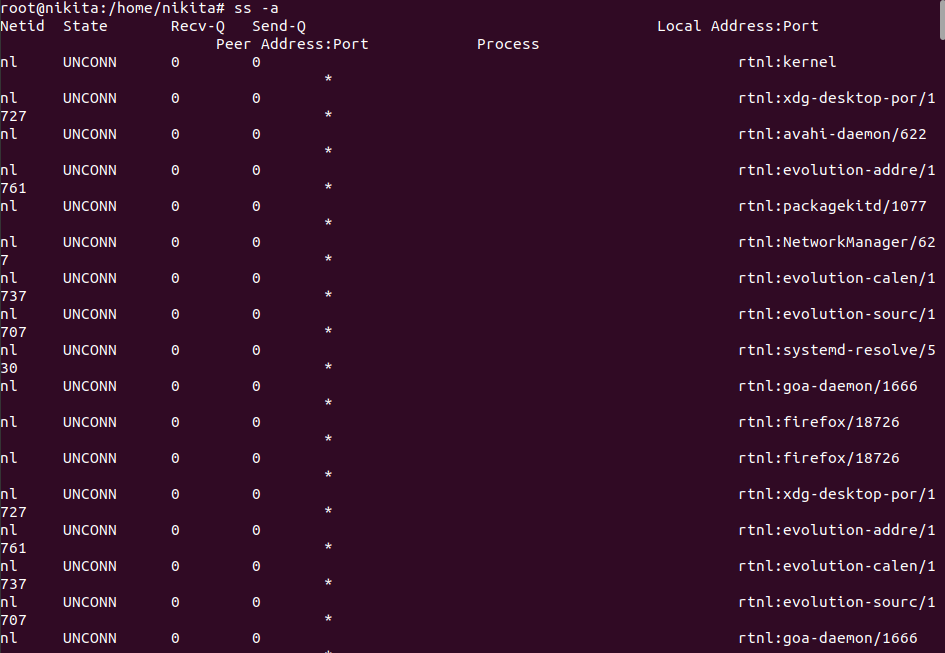 root@nikita:/home/nikita# ss -a
Netid State Recv-Q Send-Q Local Address:Port
Peer Address:Port Process
nl UNCONN 0 0 rtnl:kernel
*
nl UNCONN 0 0 rtnl:xdg-desktop-por/1
727 *
nl UNCONN 0 0 rtnl:avahi-daemon/622
*
nl UNCONN 0 0 rtnl:evolution-addre/1
761 *
nl UNCONN 0 0 rtnl:packagekitd/1077
*
nl UNCONN 0 0 rtnl:NetworkManager/62
7 *
nl UNCONN 0 0 rtnl:evolution-calen/1
737 *
nl UNCONN 0 0 rtnl:evolution-sourc/1
707 *
nl UNCONN 0 0 rtnl:systemd-resolve/5
30 *
nl UNCONN 0 0 rtnl:goa-daemon/1666
*
nl UNCONN 0 0 rtnl:firefox/18726
*
nl UNCONN 0 0 rtnl:firefox/18726
*
nl UNCONN 0 0 rtnl:xdg-desktop-por/1
727 *
nl UNCONN 0 0 rtnl:evolution-addre/1
761 *
nl UNCONN 0 0 rtnl:evolution-calen/1
737 *
nl UNCONN 0 0 rtnl:evolution-sourc/1
707 *
nl UNCONN 0 0 rtnl:goa-daemon/1666
*